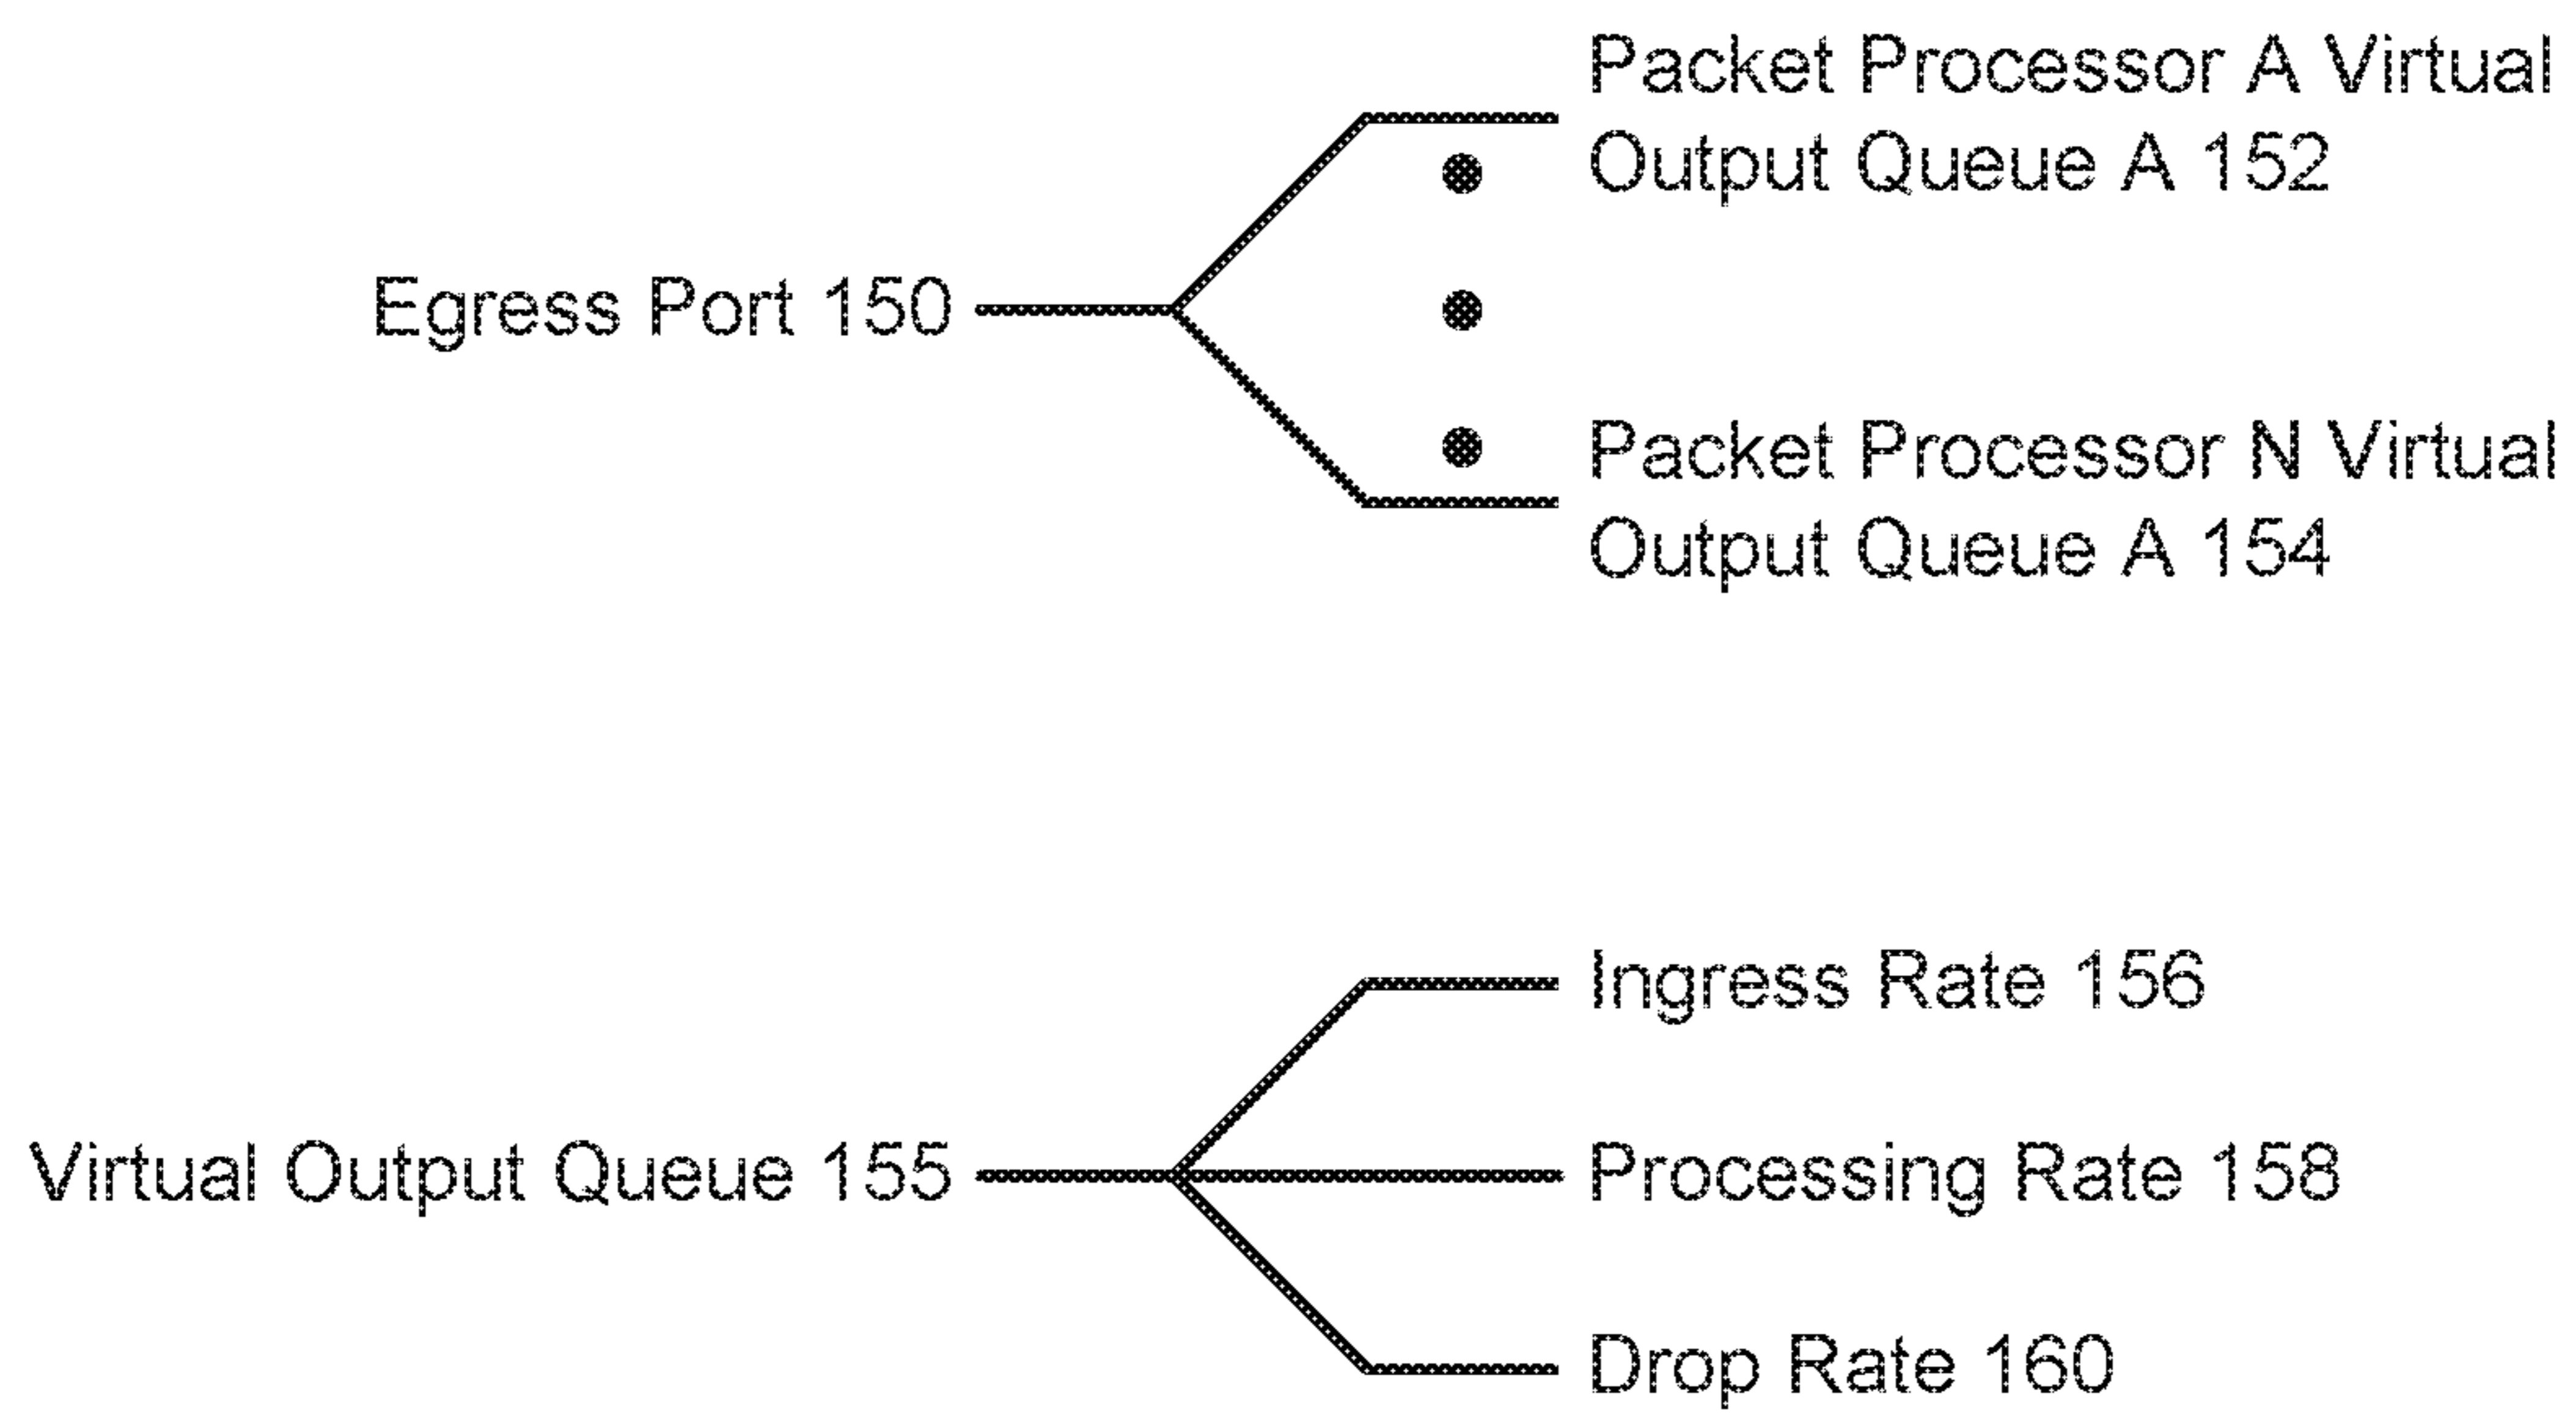 Packet Processor A Virtual
Output Queue A 152
Egress Port 150
Packet Processor N Virtual
Output Queue A 154
Ingress Rate 156
Virtual Output Queue 155
Processing Rate 158
Drop Rate 160